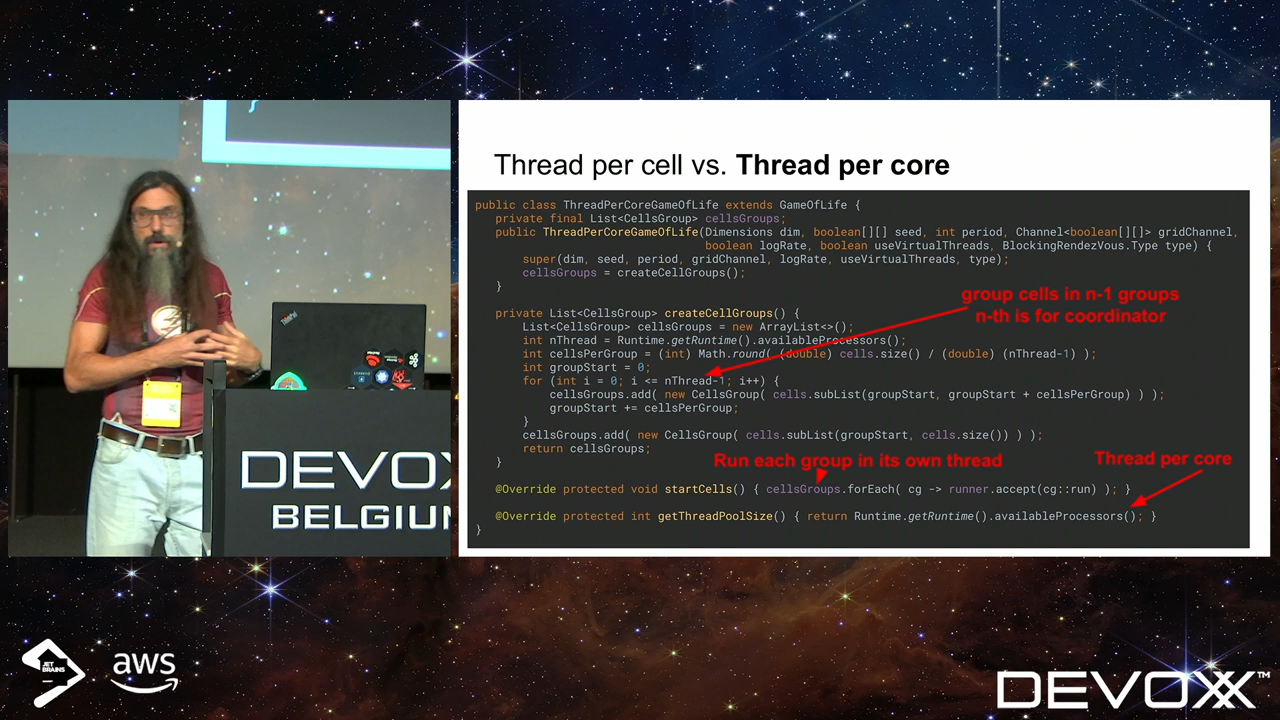 Thread per cell vs. Thread per core
public class ThreadPerCoreGameOfLife extends GameOfLife {
private final List<CellsGroup> cellsGroups;
public ThreadPerCoreGameOfLife(Dimensions dim, boolean[][] seed, int period, Channel<boolean[][]> gridChannel,
boolean logRate, boolean useVirtualThreads, BlockingRendezVous.Type type) {
super(dim, seed, period, gridChannel, logRate, useVirtualThreads, type);
cellsGroups = createCellGroups();
}
group cells in n-1 groups
n-th is for coordinator
private List<CellsGroup> createCellGroups() {
List<CellsGroup> cellsGroups = new ArrayList<>();
int nThread = Runtime.getRuntime().availableProcessors();
int cellsPerGroup = (int) Math.round( (double) cells.size() / (double) (nThread-1) );
int groupStart = 0;
for (int i = 0; i <= nThread-1; i++) {
cellsGroups.add( new CellsGroup( cells.subList(groupStart, groupStart + cellsPerGroup) ) );
groupStart += cellsPerGroup;
}
cellsGroups.add( new CellsGroup( cells.subList(groupStart, cells.size()) ) );
return cellsGroups;
}
Run each group in its own thread
Thread per core
@Override protected void startCells() { cellsGroups.forEach( cg -> runner.accept(cg::run) ); }
@Override protected int getThreadPoolSize() { return Runtime.getRuntime().availableProcessors(); }
}
ThinkPad
DEVOX
BELGIUM
JET
BRAINS
aws
DEVOXX™